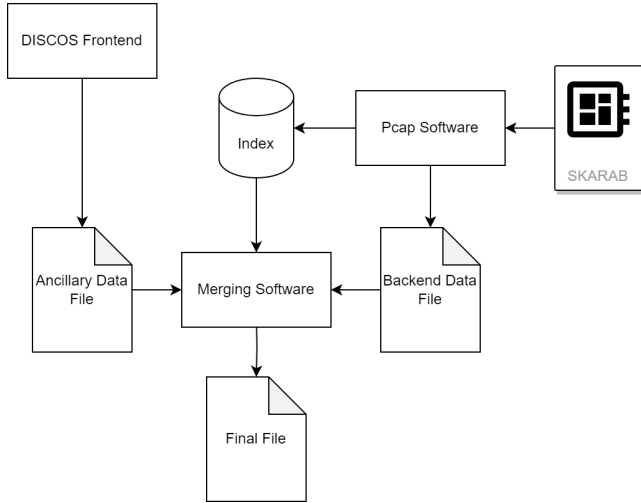 DISCOS Frontend
Index
Pcap Software
SKARAB
Ancillary Data
File
Merging Software
Backend Data
File
Final File